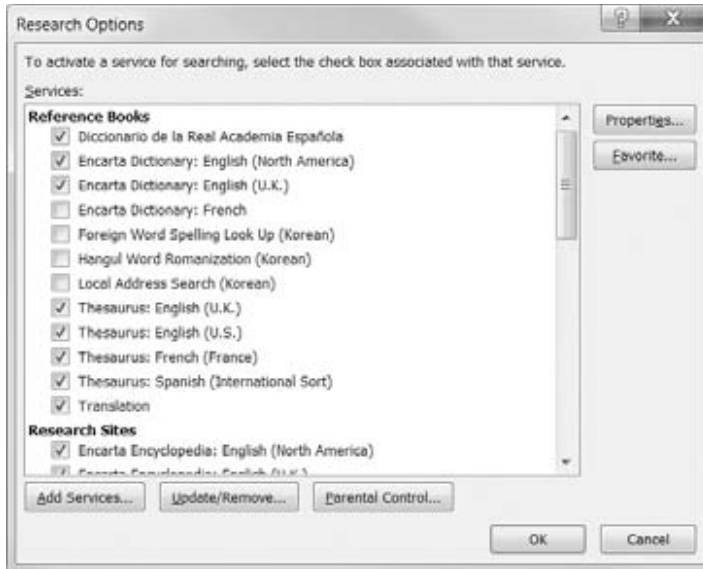 Research Options
To activate a service for searching, select the check box associated with that service.
Services:
Reference Books
Diccionario de la Real Academia Española
Encarta Dictionary: English (North America)
Encarta Dictionary: English (U.K.)
Encarta Dictionary: French
Foreign Word Spelling Look Up (Korean)
Hangul Word Romanization (Korean)
Local Address Search (Korean)
Thesaurus: English (U.K.)
Thesaurus: English (U.S.)
Thesaurus: French (France)
Thesaurus: Spanish (International Sort)
Translation
Research Sites
Encarta Encyclopedia: English (North America)
Encarta Encyclopedia: English (U.K.)
Properties...
Favorite...
Add Services...
Update/Remove...
Parental Control...
OK
Cancel